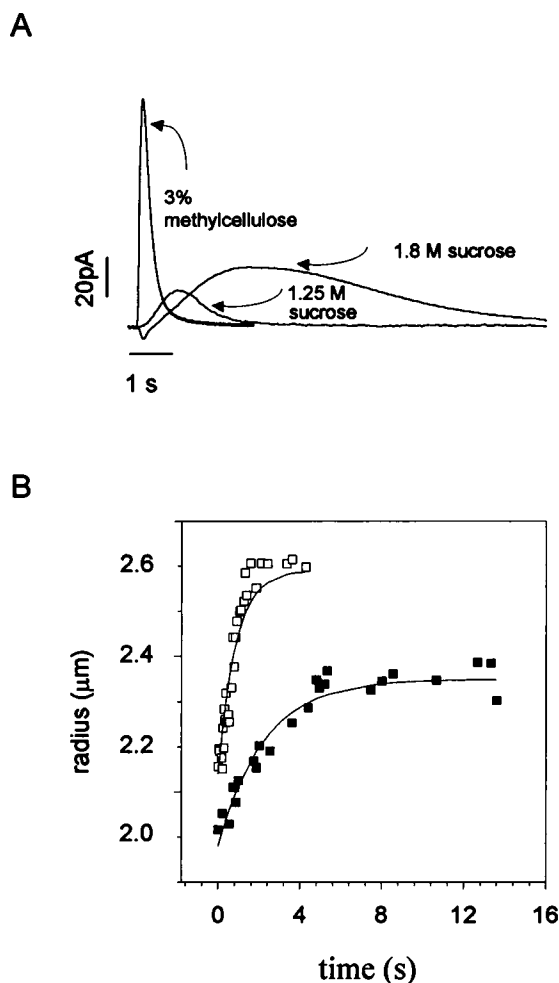 A
3%
methylcellulose
1.8 M sucrose
1.25 M
sucrose
20pA
1 s
B
2.6
2.4
2.2
2.0
radius (μm)
0
4
8
12
16
time (s)